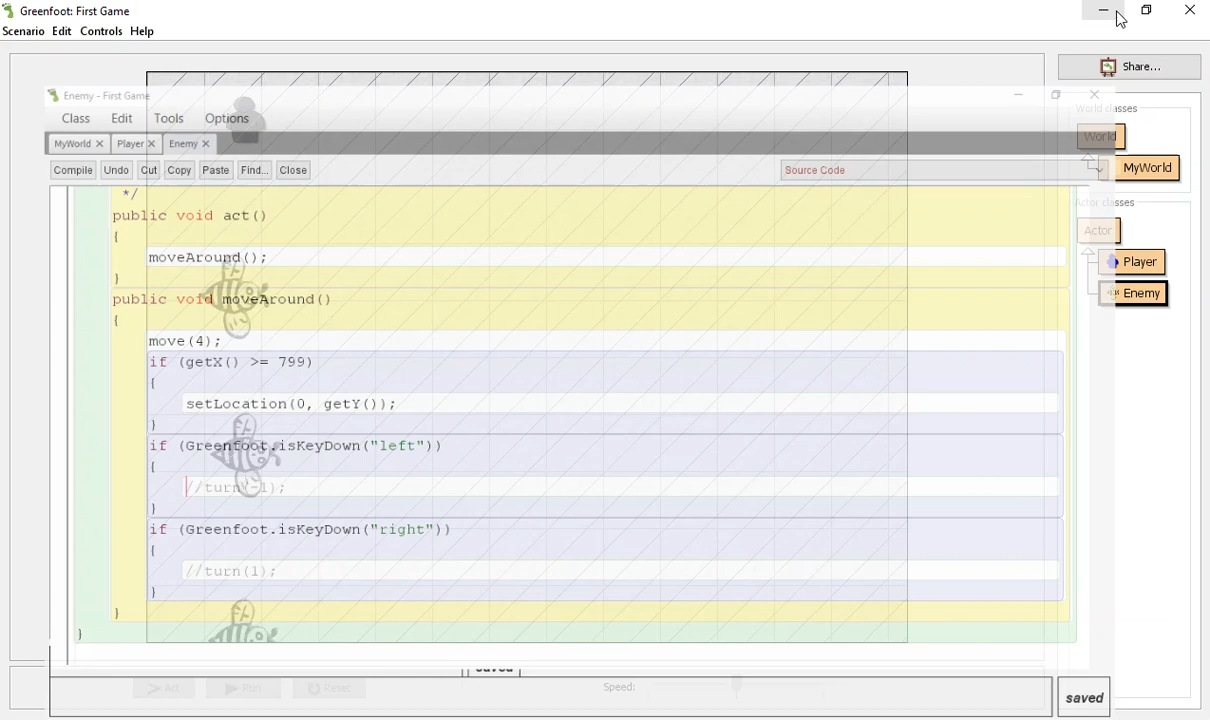 Greenfoot: First Game
Scenario Edit Controls Help
Share...
Enemy - First Game
Class Edit Tools Options
World classes
MyWorld Player Enemy
World
Compile Undo Cut Copy Paste Find... Close
Source Code
MyWorld
*/
Actor classes
public void act()
Actor
{
moveAround();
Player
}
Enemy
public void moveAround()
{
move(4);
if (getX() >= 799)
{
setLocation(0, getY());
}
if (Greenfoot.isKeyDown("left"))
{
//turn(-1);
}
if (Greenfoot.isKeyDown("right"))
{
//turn(1);
}
}
}
saved
Act Run Reset Speed:
saved